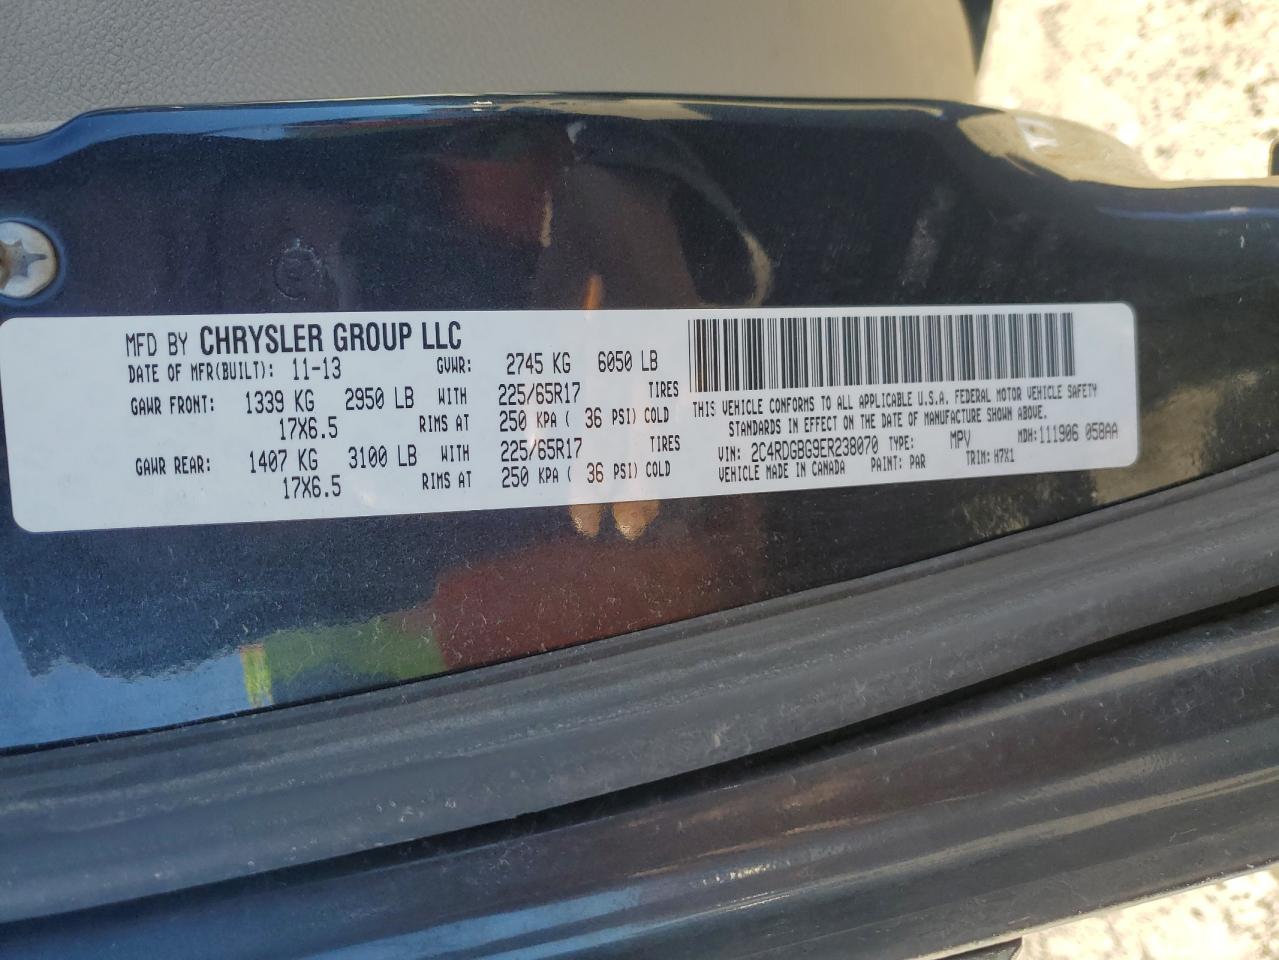 MFD BY CHRYSLER GROUP LLC
DATE OF MFR(BUILT): 11-13 GVWR: 2745 KG 6050 LB
GAWR FRONT: 1339 KG 2950 LB WITH 225/65R17 TIRES
17X6.5 RIMS AT 250 KPA ( 36 PSI) COLD
GAWR REAR: 1407 KG 3100 LB WITH 225/65R17 TIRES
17X6.5 RIMS AT 250 KPA ( 36 PSI) COLD
THIS VEHICLE CONFORMS TO ALL APPLICABLE U.S.A. FEDERAL MOTOR VEHICLE SAFETY
STANDARDS IN EFFECT ON THE DATE OF MANUFACTURE SHOWN ABOVE.
VIN: 2C4RDGBG9ER238070 TYPE: MPV MDH:111906 058AA
VEHICLE MADE IN CANADA PAINT: PAR TRIM: H7X1